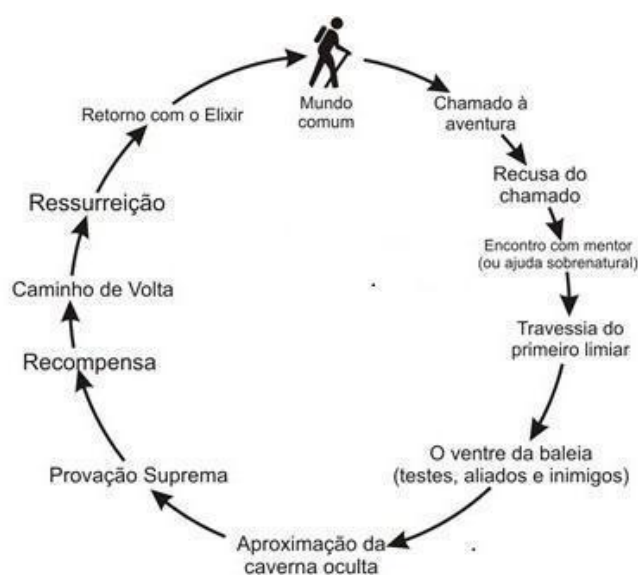 Mundo
comum
Chamado à
aventura
Recusa do
chamado
Encontro com mentor
(ou ajuda sobrenatural)
Travessia do
primeiro limiar
O ventre da baleia
(testes, aliados e inimigos)
Aproximação da
caverna oculta
Provação Suprema
Recompensa
Caminho de Volta
Ressurreição
Retorno com o Elixir